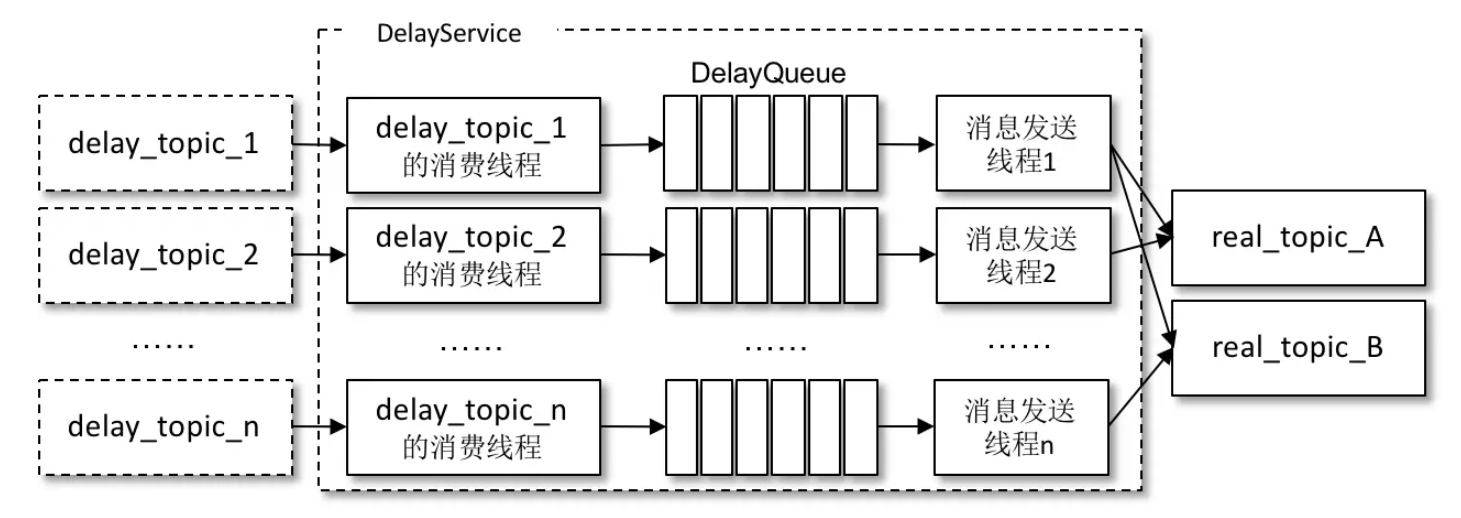 DelayService
DelayQueue
delay_topic_1
delay_topic_1
的消费线程
消息发送
线程1
delay_topic_2
delay_topic_2
的消费线程
消息发送
线程2
real_topic_A
real_topic_B
……
……
……
……
delay_topic_n
delay_topic_n
的消费线程
消息发送
线程n